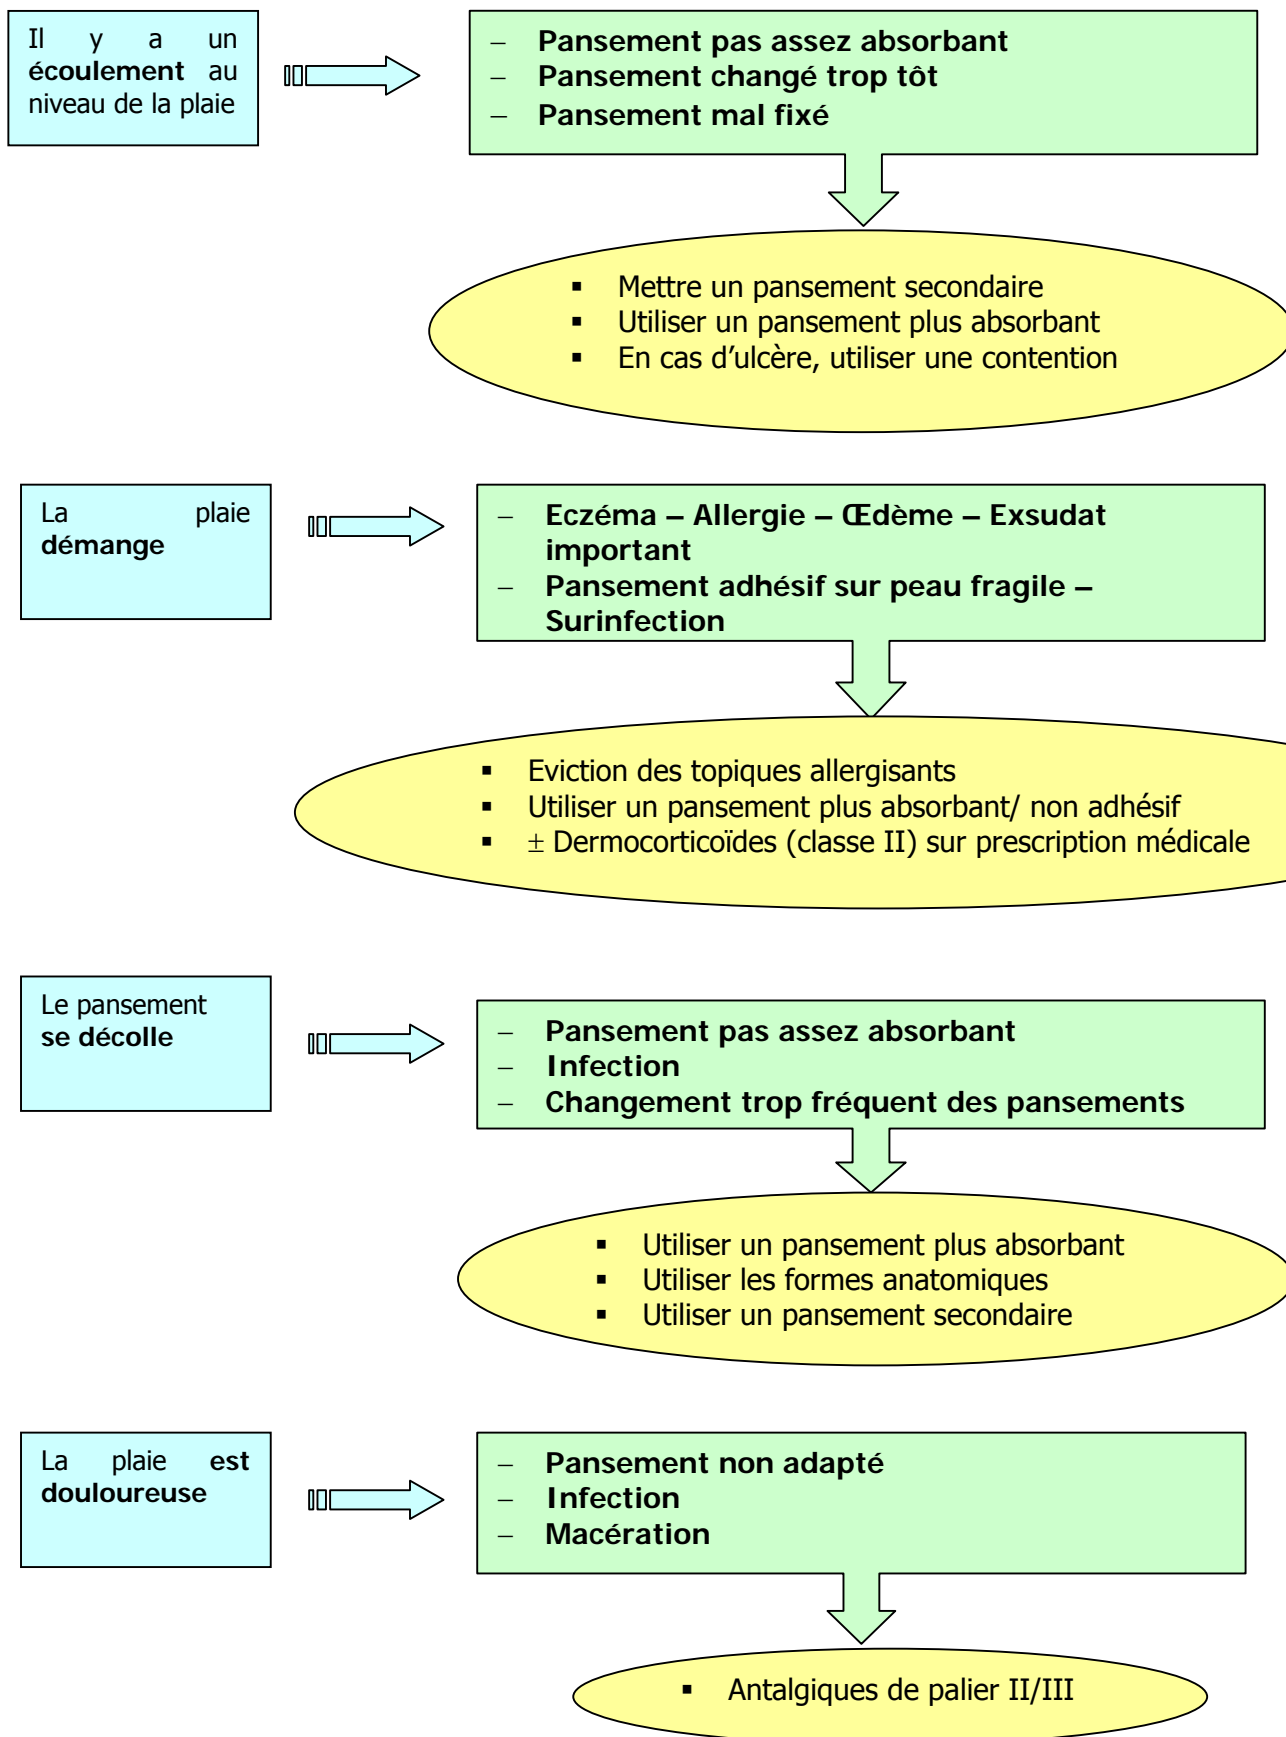 Il y a un
écoulement au
niveau de la plaie
– Pansement pas assez absorbant
– Pansement changé trop tôt
– Pansement mal fixé
▪ Mettre un pansement secondaire
▪ Utiliser un pansement plus absorbant
▪ En cas d’ulcère, utiliser une contention
La plaie
démange
– Eczéma – Allergie – Œdème – Exsudat
important
– Pansement adhésif sur peau fragile –
Surinfection
▪ Eviction des topiques allergisants
▪ Utiliser un pansement plus absorbant/ non adhésif
▪ ± Dermocorticoïdes (classe II) sur prescription médicale
Le pansement
se décolle
– Pansement pas assez absorbant
– Infection
– Changement trop fréquent des pansements
▪ Utiliser un pansement plus absorbant
▪ Utiliser les formes anatomiques
▪ Utiliser un pansement secondaire
La plaie est
douloureuse
– Pansement non adapté
– Infection
– Macération
▪ Antalgiques de palier II/III